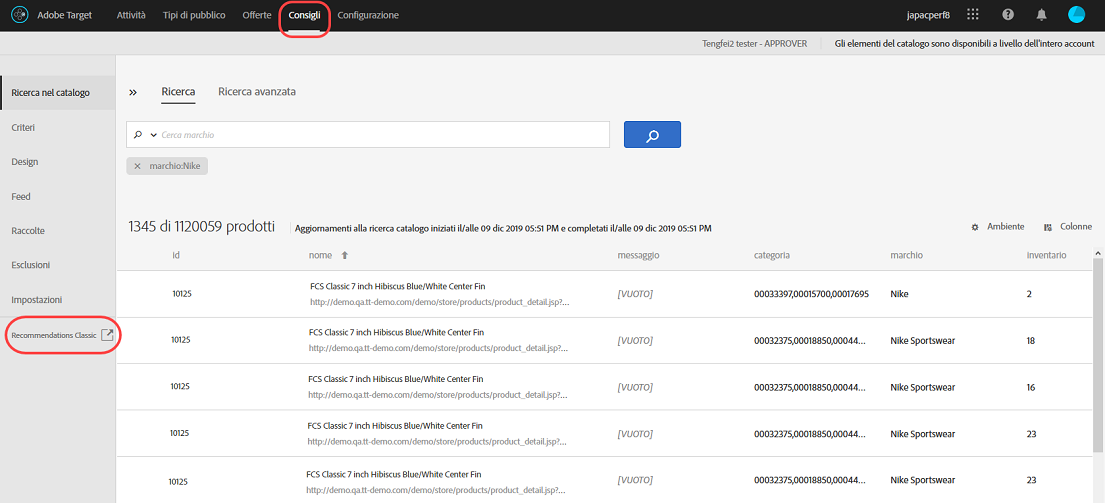 Adobe Target Attività Tipi di pubblico Offerte Consigli Configurazione japacperf8
Tengfei2 tester - APPROVER Gli elementi del catalogo sono disponibili a livello dell'intero account
Ricerca nel catalogo
Criteri
Design
Feed
Raccolte
Esclusioni
Impostazioni
Recommendations Classic
Ricerca Ricerca avanzata
Cerca marchio
marchio:Nike
1345 di 1120059 prodotti Aggiornamenti alla ricerca catalogo iniziati il/alle 09 dic 2019 05:51 PM e completati il/alle 09 dic 2019 05:51 PM Ambiente Colonne
id nome messaggio categoria marchio inventario
FCS Classic 7 inch Hibiscus Blue/White Center Fin
10125 http://demo.qa.tt-demo.com/demo/store/products/product_detail.jsp?... [VUOTO] 00033397,00015700,00017695 Nike 2
FCS Classic 7 inch Hibiscus Blue/White Center Fin
10125 http://demo.qa.tt-demo.com/demo/store/products/product_detail.jsp?... [VUOTO] 00032375,00018850,00044... Nike Sportswear 18
FCS Classic 7 inch Hibiscus Blue/White Center Fin
10125 http://demo.qa.tt-demo.com/demo/store/products/product_detail.jsp?... [VUOTO] 00032375,00018850,00044... Nike Sportswear 16
FCS Classic 7 inch Hibiscus Blue/White Center Fin
10125 http://demo.qa.tt-demo.com/demo/store/products/product_detail.jsp?... [VUOTO] 00032375,00018850,00044... Nike Sportswear 23
FCS Classic 7 inch Hibiscus Blue/White Center Fin
10125 http://demo.qa.tt-demo.com/demo/store/products/product_detail.jsp?... [VUOTO] 00032375,00018850,00044... Nike Sportswear 23